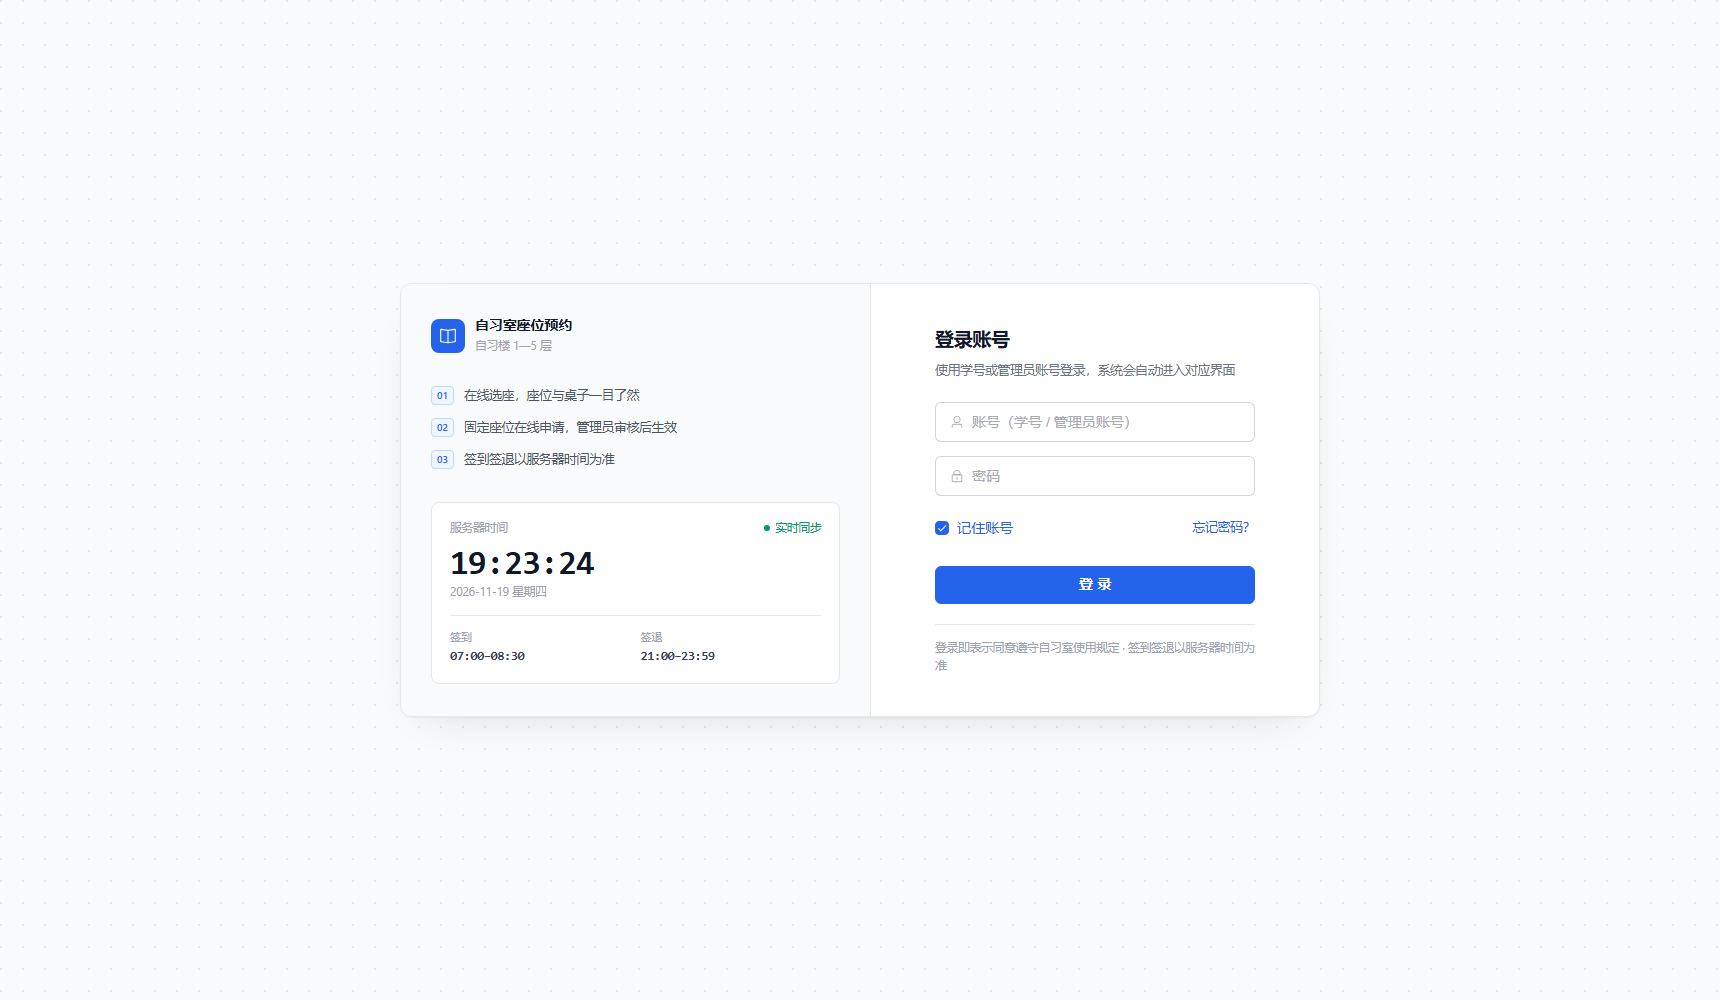 自习室座位预约
自习楼 1—5 层
01 在线选座，座位与桌子一目了然
02 固定座位在线申请，管理员审核后生效
03 签到签退以服务器时间为准
服务器时间
实时同步
19:23:24
2026-11-19 星期四
签到
07:00–08:30
签退
21:00–23:59
登录账号
使用学号或管理员账号登录，系统会自动进入对应界面
账号（学号 / 管理员账号）
密码
记住账号
忘记密码?
登 录
登录即表示同意遵守自习室使用规定 · 签到签退以服务器时间为
准